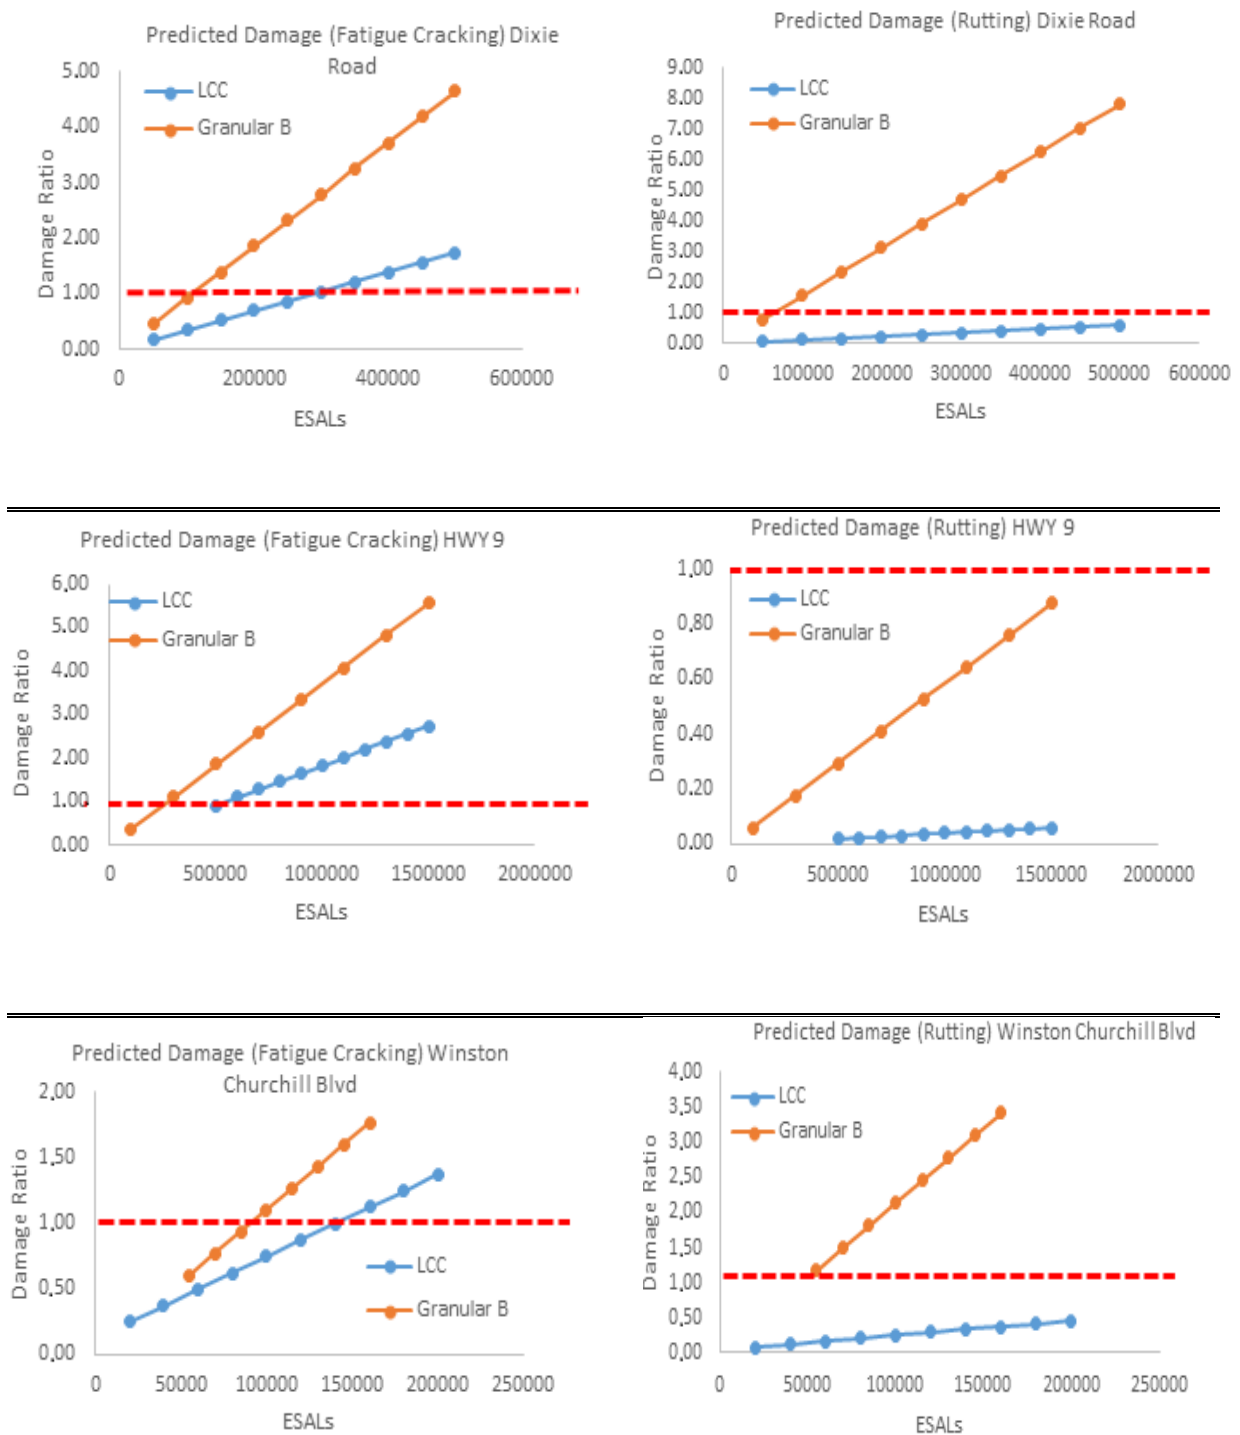 Predicted Damage (Fatigue Cracking) Dixie
Road
5.00
4.00
3.00
2.00
1.00
0.00
Damage Ratio
LCC
Granular B
0
200000
400000
600000
ESALs
Predicted Damage (Rutting) Dixie Road
9.00
8.00
7.00
6.00
5.00
4.00
3.00
2.00
1.00
0.00
Damage Ratio
LCC
Granular B
0
100000
200000
300000
400000
500000
600000
ESALs
Predicted Damage (Fatigue Cracking) HWY 9
6.00
5.00
4.00
3.00
2.00
1.00
0.00
Damage Ratio
LCC
Granular B
0
500000
1000000
1500000
2000000
ESALs
Predicted Damage (Rutting) HWY 9
1.00
0.80
0.60
0.40
0.20
0.00
Damage Ratio
LCC
Granular B
0
500000
1000000
1500000
2000000
ESALs
Predicted Damage (Fatigue Cracking) Winston
Churchill Blvd
2.00
1.50
1.00
0.50
0.00
Damage Ratio
LCC
Granular B
0
50000
100000
150000
200000
250000
ESALs
Predicted Damage (Rutting) Winston Churchill Blvd
4.00
3.50
3.00
2.50
2.00
1.50
1.00
0.50
0.00
Damage Ratio
LCC
Granular B
0
50000
100000
150000
200000
250000
ESALs